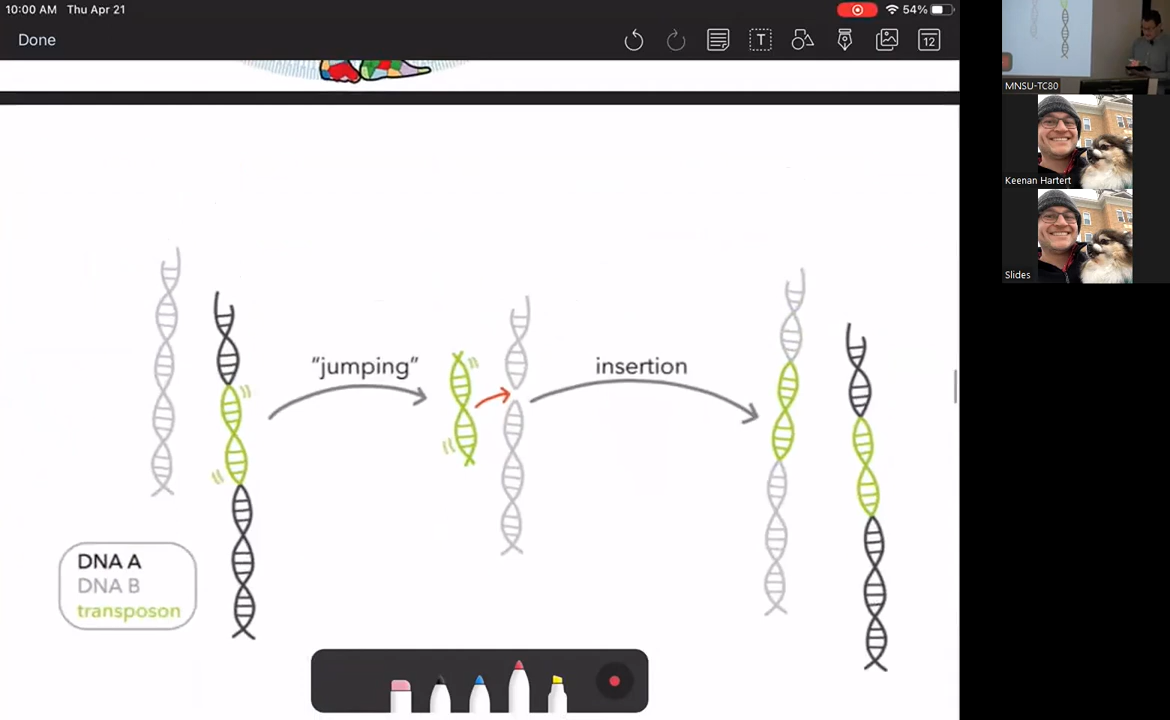 10:00 AM Thu Apr 21
54%
Done
T
12
MNSU-TC80
Keenan Hartert
Slides
"jumping"
insertion
DNA A
DNA B
transposon